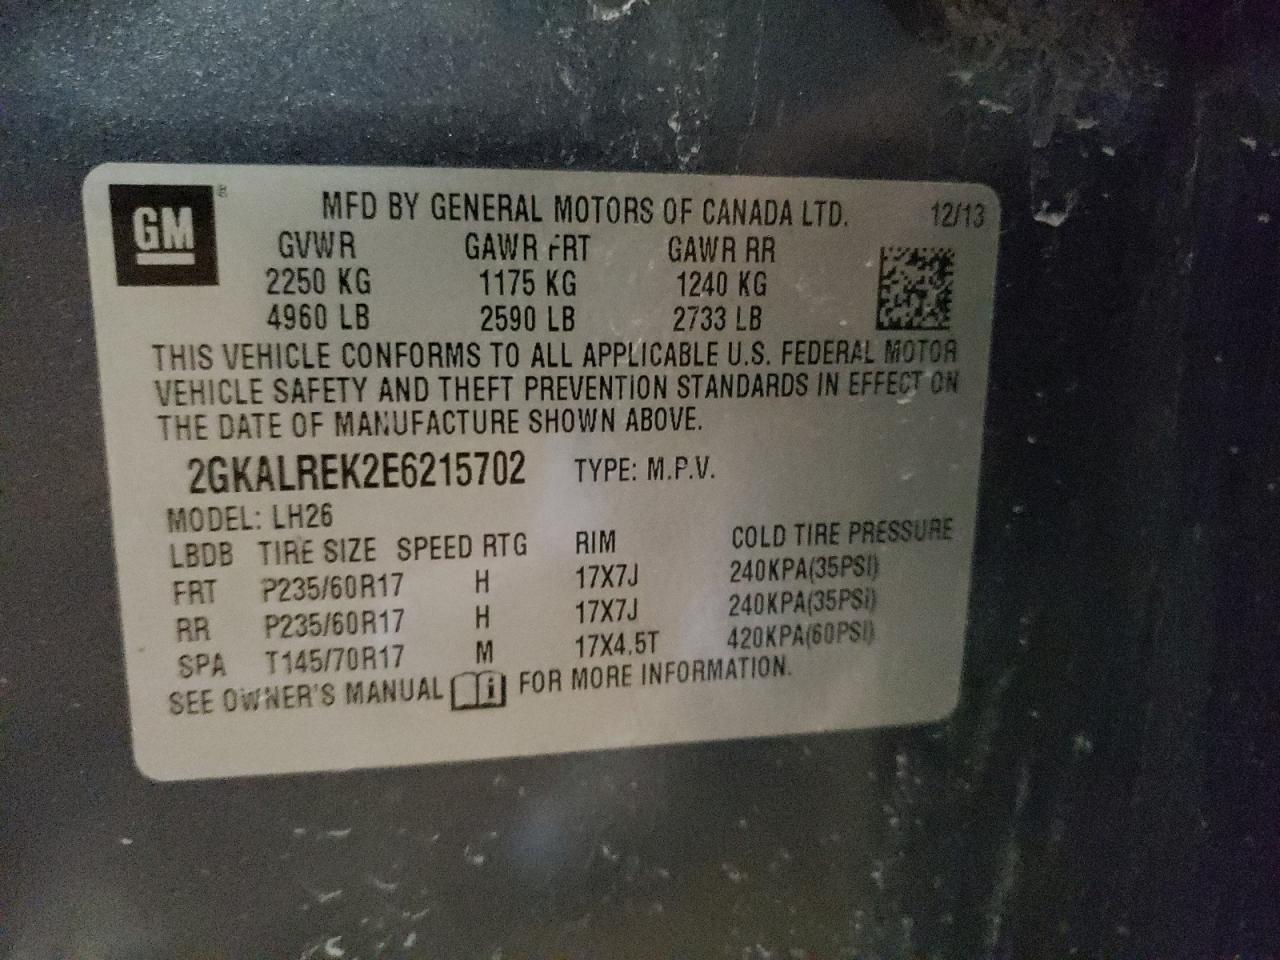 GM ® MFD BY GENERAL MOTORS OF CANADA LTD. 12/13
GVWR GAWR FRT GAWR RR
2250 KG 1175 KG 1240 KG
4960 LB 2590 LB 2733 LB
THIS VEHICLE CONFORMS TO ALL APPLICABLE U.S. FEDERAL MOTOR
VEHICLE SAFETY AND THEFT PREVENTION STANDARDS IN EFFECT ON
THE DATE OF MANUFACTURE SHOWN ABOVE.
2GKALREK2E6215702 TYPE: M.P.V.
MODEL: LH26
LBDB TIRE SIZE SPEED RTG RIM COLD TIRE PRESSURE
FRT P235/60R17 H 17X7J 240KPA(35PSI)
RR P235/60R17 H 17X7J 240KPA(35PSI)
SPA T145/70R17 M 17X4.5T 420KPA(60PSI)
SEE OWNER'S MANUAL i FOR MORE INFORMATION.